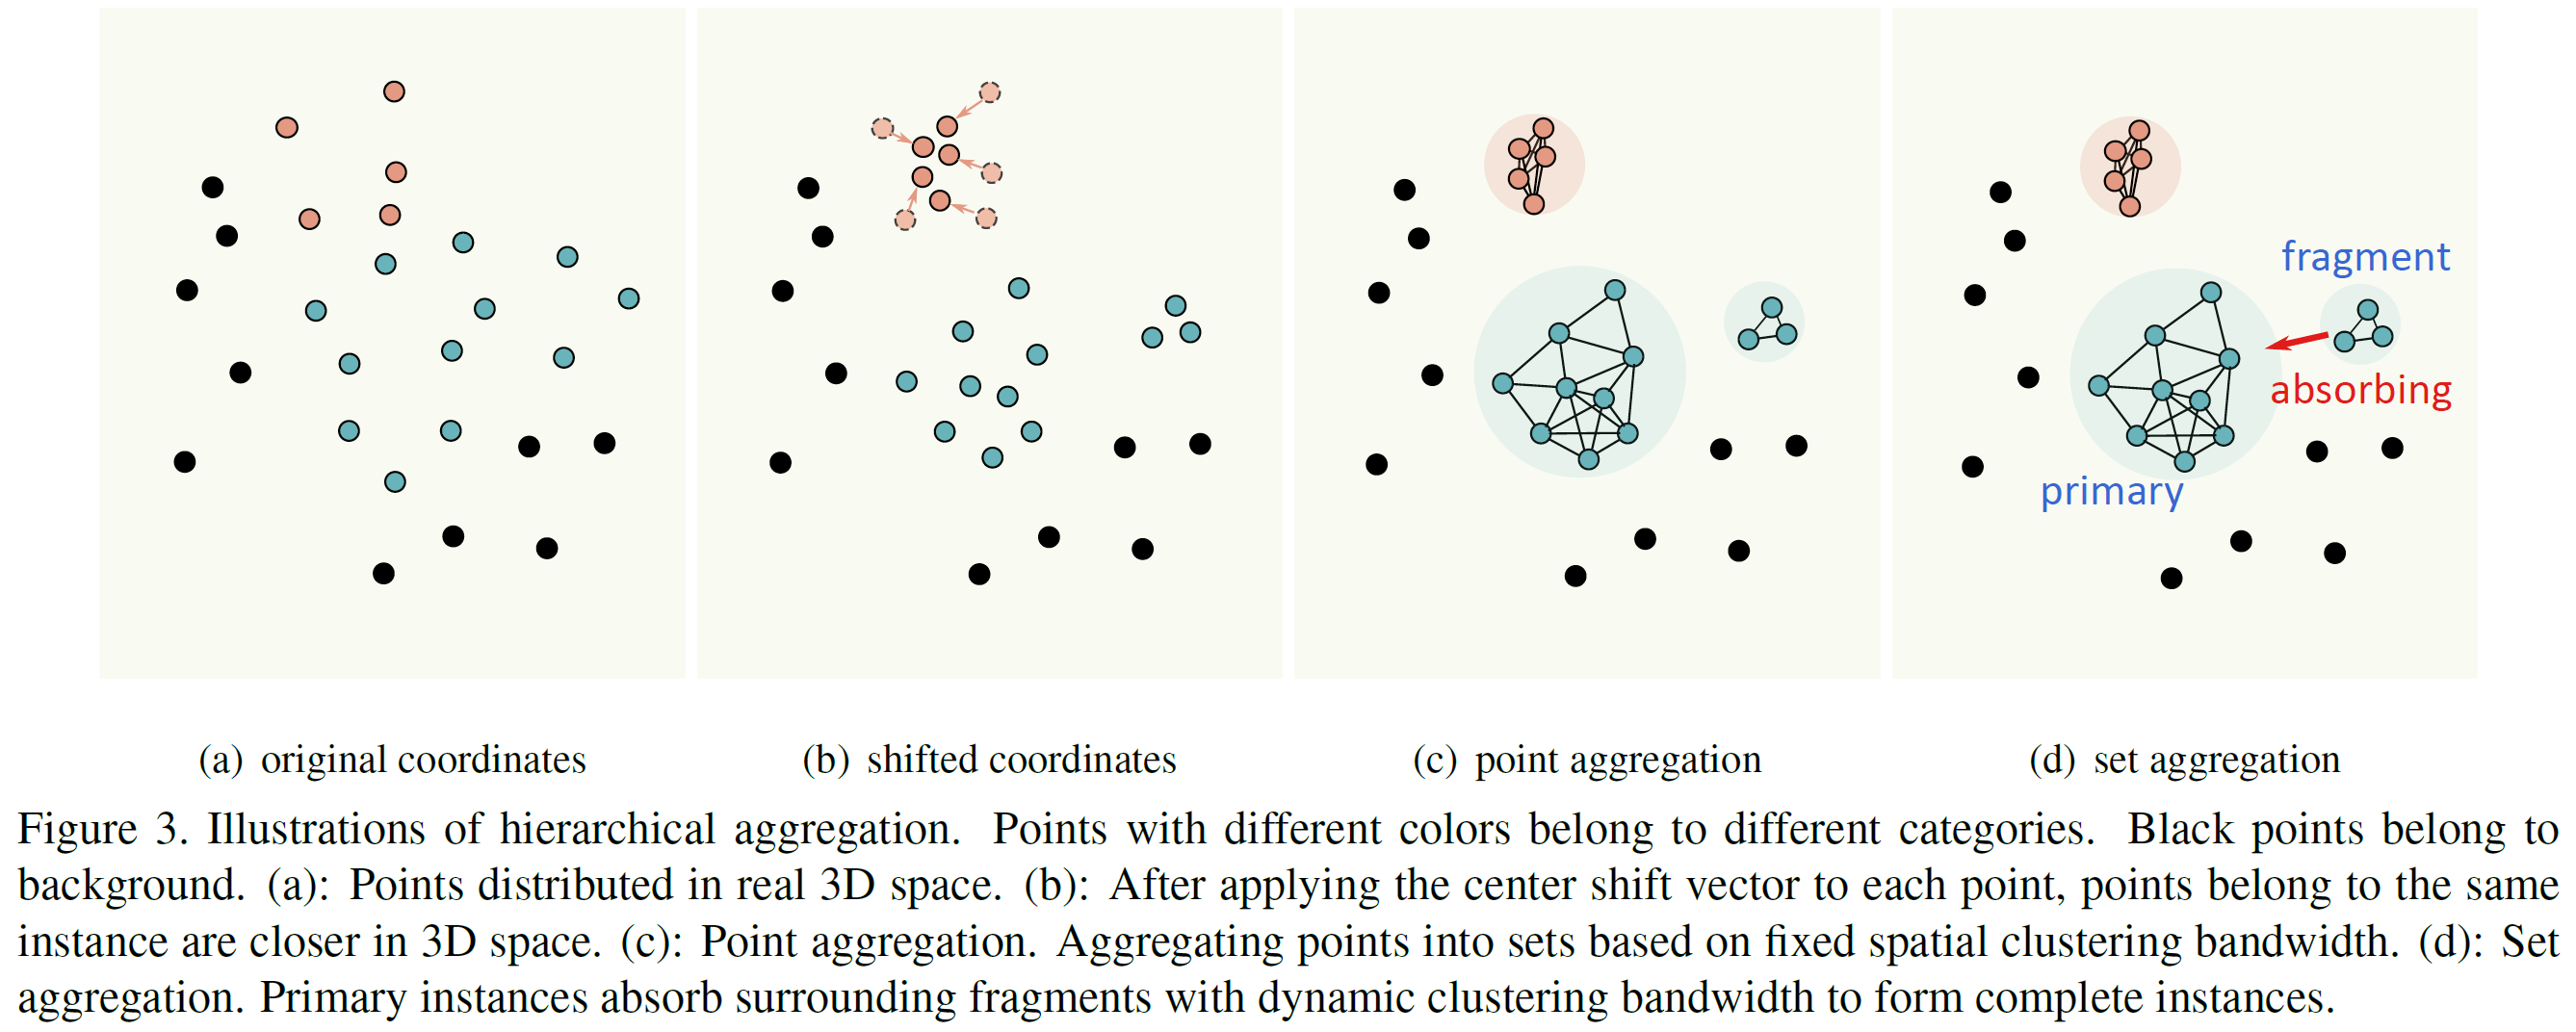 fragment
absorbing
primary
(a) original coordinates
(b) shifted coordinates
(c) point aggregation
(d) set aggregation
Figure 3. Illustrations of hierarchical aggregation. Points with different colors belong to different categories. Black points belong to
background. (a): Points distributed in real 3D space. (b): After applying the center shift vector to each point, points belong to the same
instance are closer in 3D space. (c): Point aggregation. Aggregating points into sets based on fixed spatial clustering bandwidth. (d): Set
aggregation. Primary instances absorb surrounding fragments with dynamic clustering bandwidth to form complete instances.